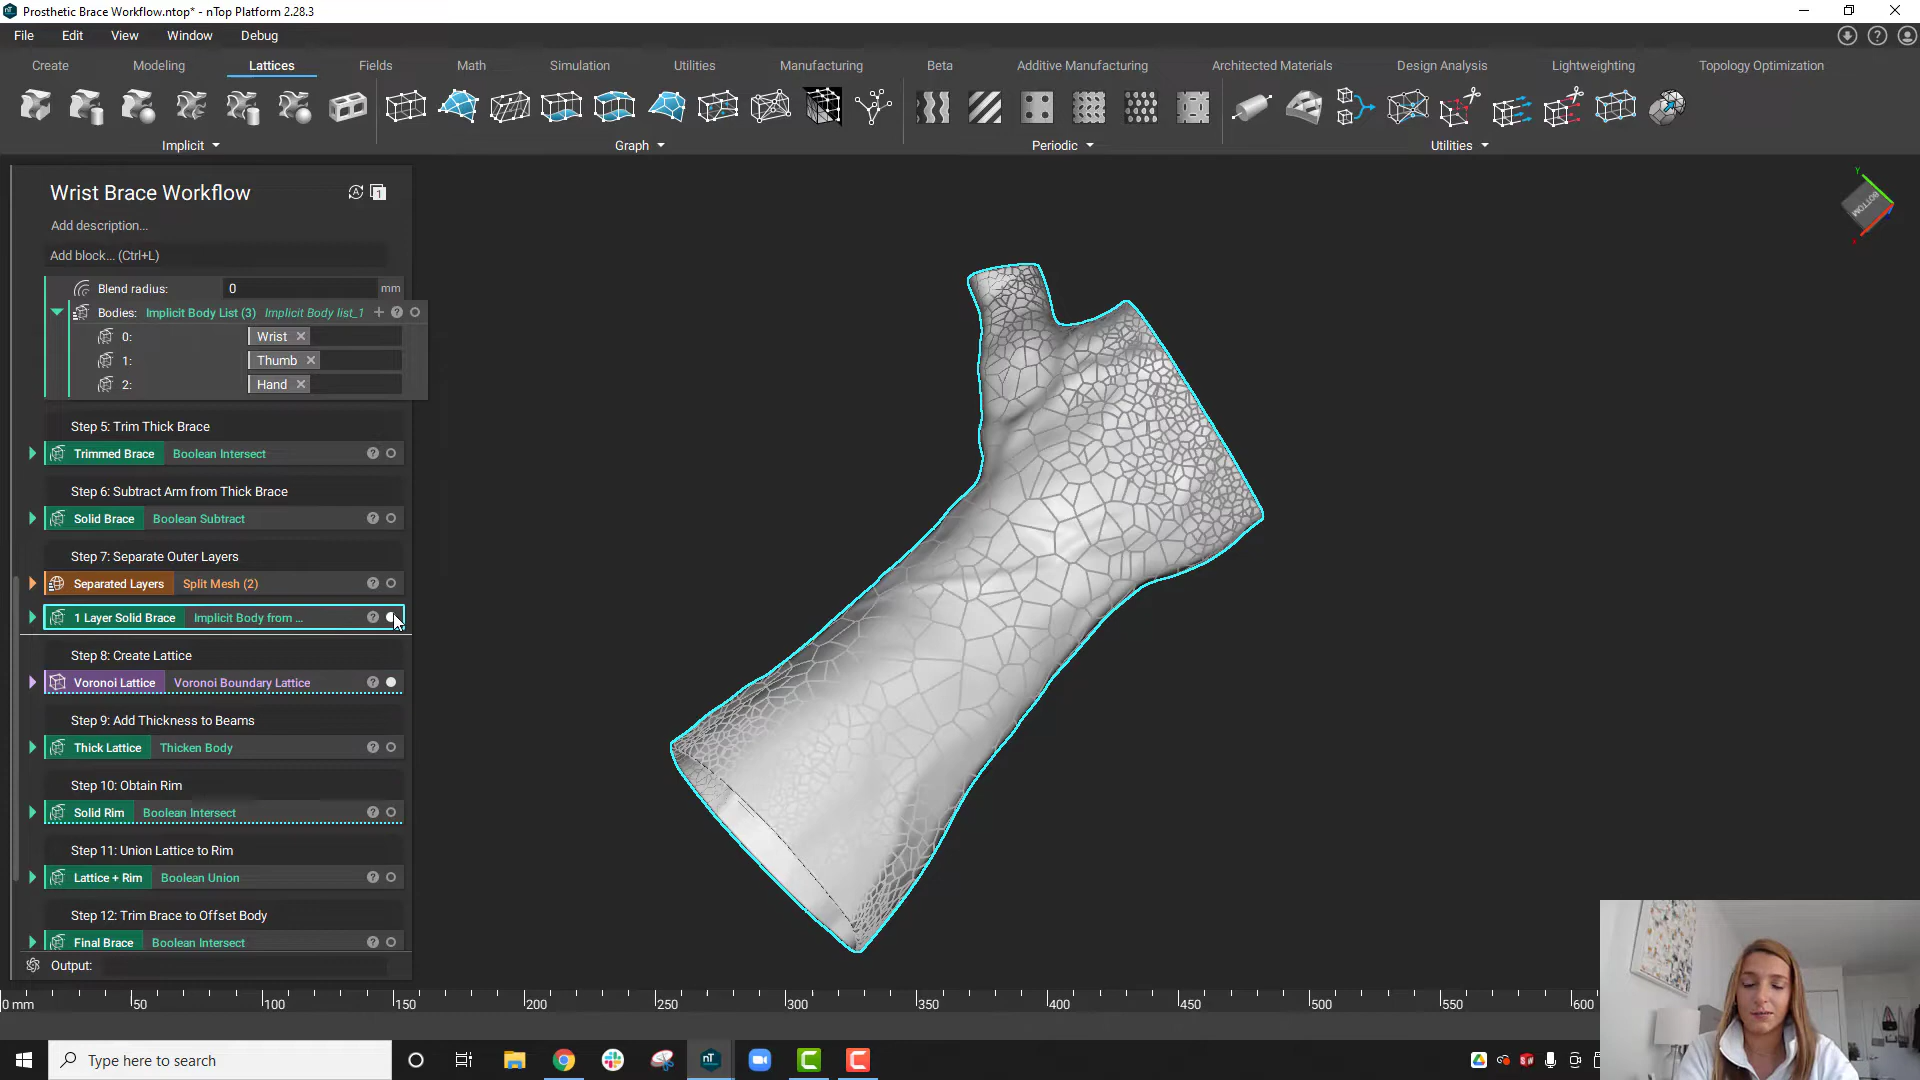 Prosthetic Brace Workflow.ntop* - nTop Platform 2.28.3
File Edit View Window Debug
Create Modeling Lattices Fields Math Simulation Utilities Manufacturing Beta Additive Manufacturing Architected Materials Design Analysis Lightweighting Topology Optimization
Implicit Graph Periodic Utilities
Wrist Brace Workflow
Add description...
Add block... (Ctrl+L)
Blend radius: 0 mm
Bodies: Implicit Body List (3) Implicit Body list_1
0: Wrist
1: Thumb
2: Hand
Step 5: Trim Thick Brace
Trimmed Brace Boolean Intersect
Step 6: Subtract Arm from Thick Brace
Solid Brace Boolean Subtract
Step 7: Separate Outer Layers
Separated Layers Split Mesh (2)
1 Layer Solid Brace Implicit Body from ...
Step 8: Create Lattice
Voronoi Lattice Voronoi Boundary Lattice
Step 9: Add Thickness to Beams
Thick Lattice Thicken Body
Step 10: Obtain Rim
Solid Rim Boolean Intersect
Step 11: Union Lattice to Rim
Lattice + Rim Boolean Union
Step 12: Trim Brace to Offset Body
Final Brace Boolean Intersect
Output:
0 mm 50 100 150 200 250 300 350 400 450 500 550 600
BOTTOM
Y
Type here to search